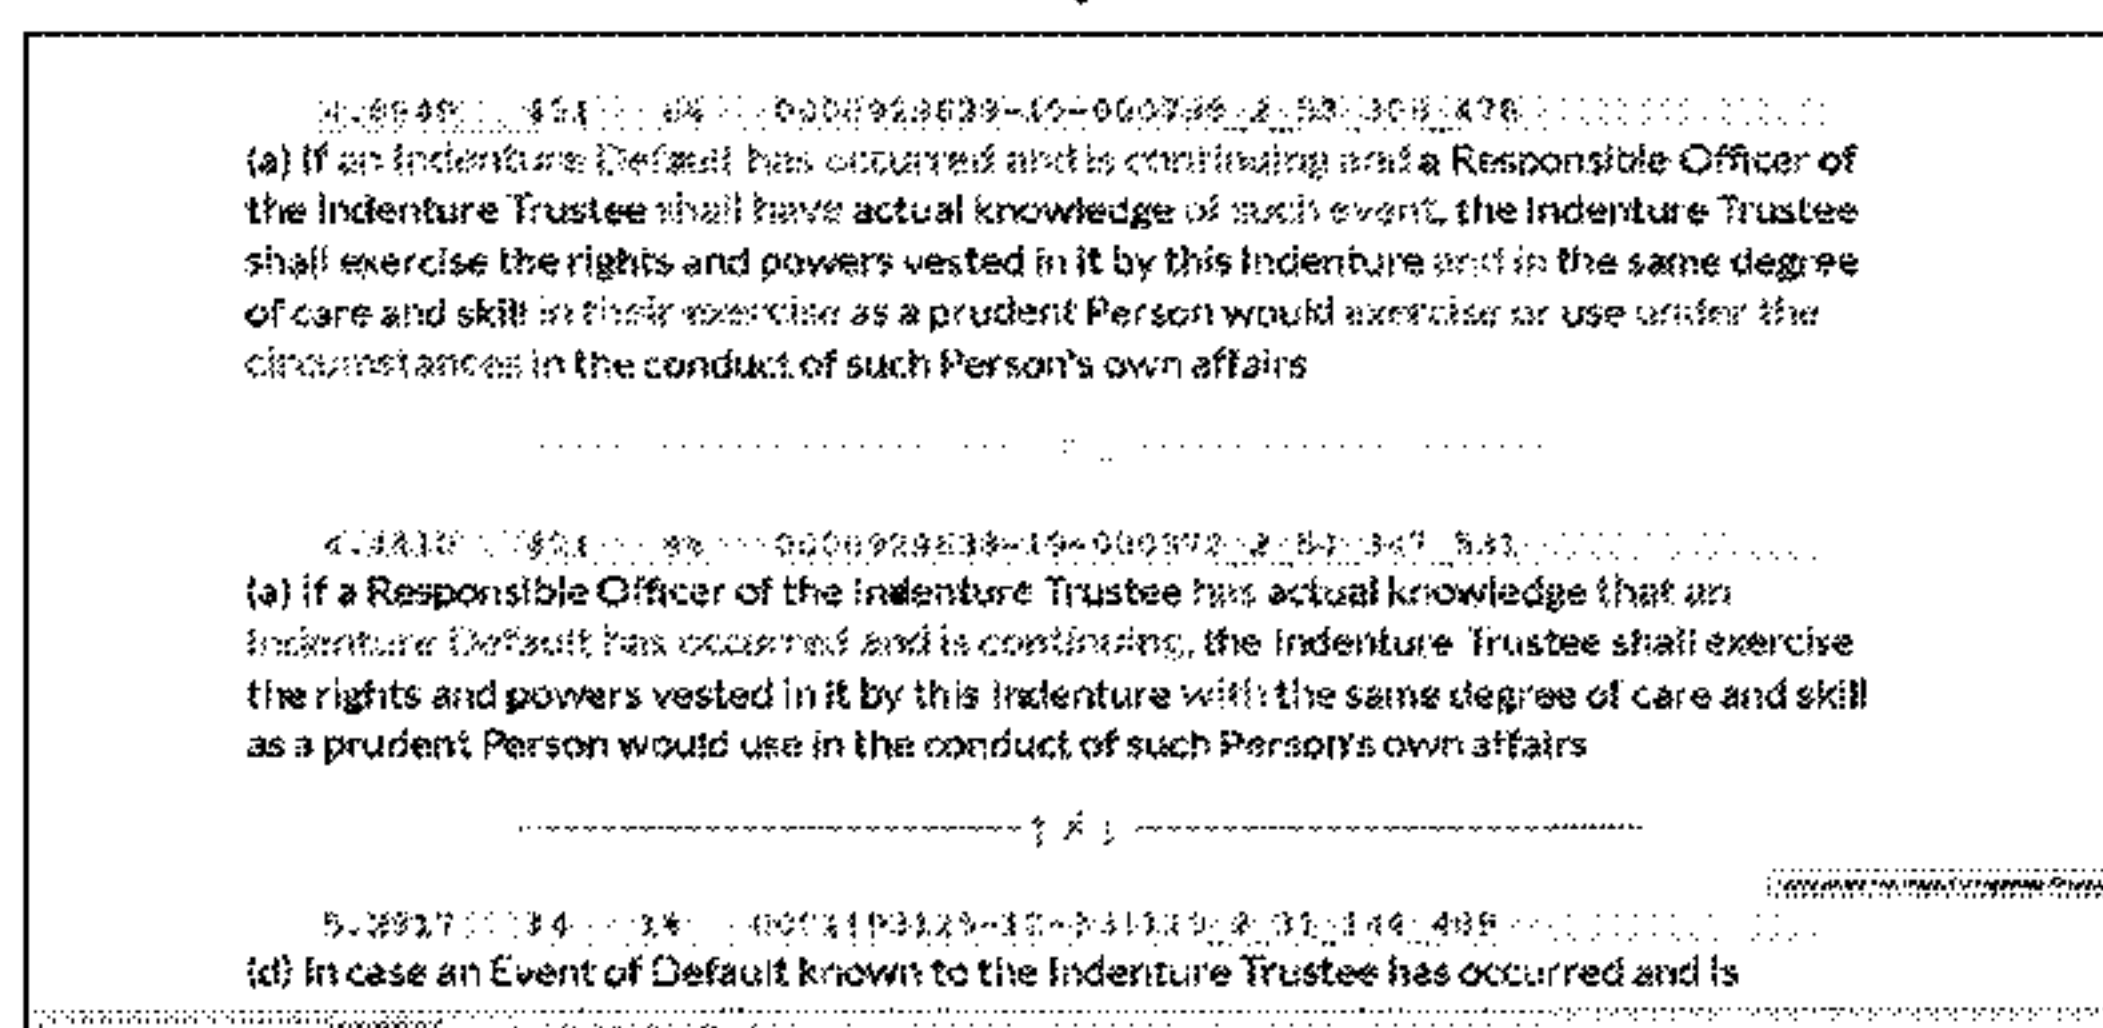 (a) if an Indenture Default has occurred and is continuing and a Responsible Officer of
the Indenture Trustee shall have actual knowledge of such event, the Indenture Trustee
shall exercise the rights and powers vested in it by this Indenture and in the same degree
of care and skill in their exercise as a prudent Person would exercise or use under the
circumstances in the conduct of such Person's own affairs
(a) if a Responsible Officer of the Indenture Trustee has actual knowledge that an
Indenture Default has occurred and is continuing, the Indenture Trustee shall exercise
the rights and powers vested in it by this Indenture with the same degree of care and skill
as a prudent Person would use in the conduct of such Person's own affairs
(d) In case an Event of Default known to the Indenture Trustee has occurred and is